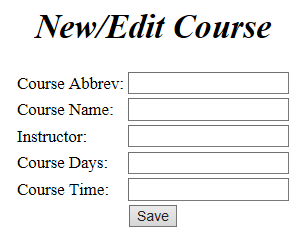 New/Edit Course
Course Abbrev:
Course Name:
Instructor:
Course Days:
Course Time:
Save